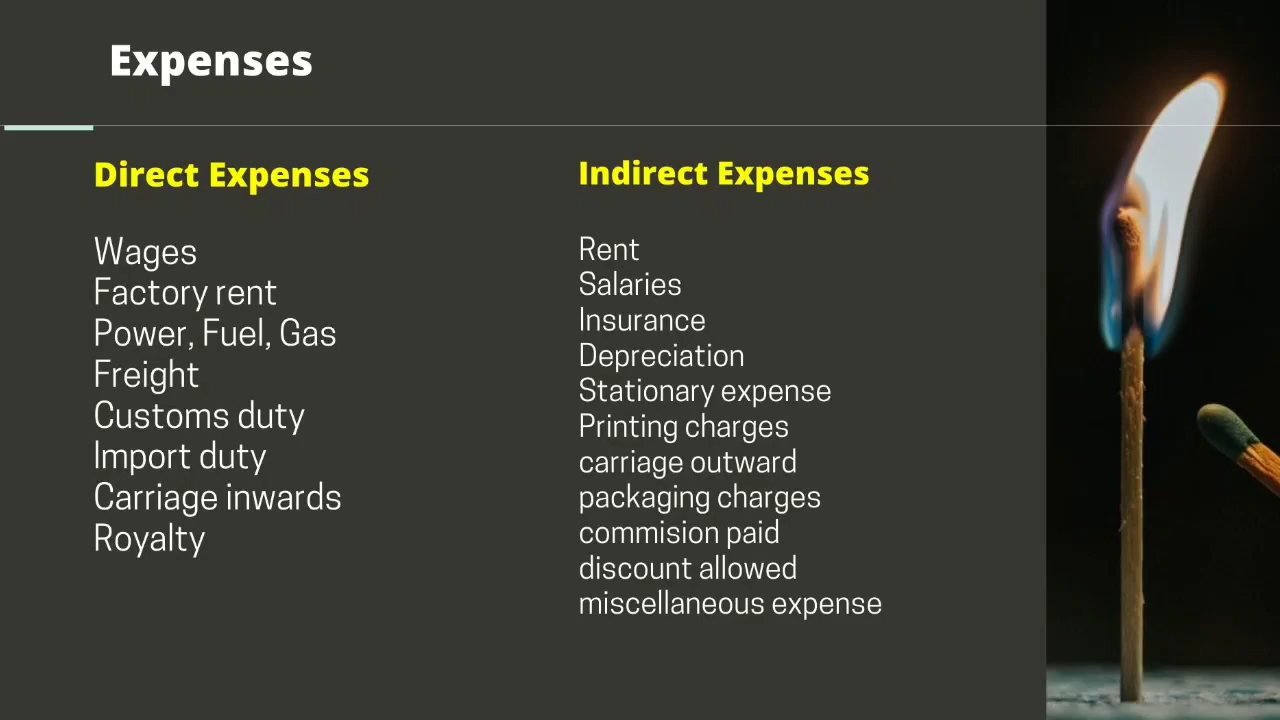 Expenses
Direct Expenses
Wages
Factory rent
Power, Fuel, Gas
Freight
Customs duty
Import duty
Carriage inwards
Royalty
Indirect Expenses
Rent
Salaries
Insurance
Depreciation
Stationary expense
Printing charges
carriage outward
packaging charges
commision paid
discount allowed
miscellaneous expense